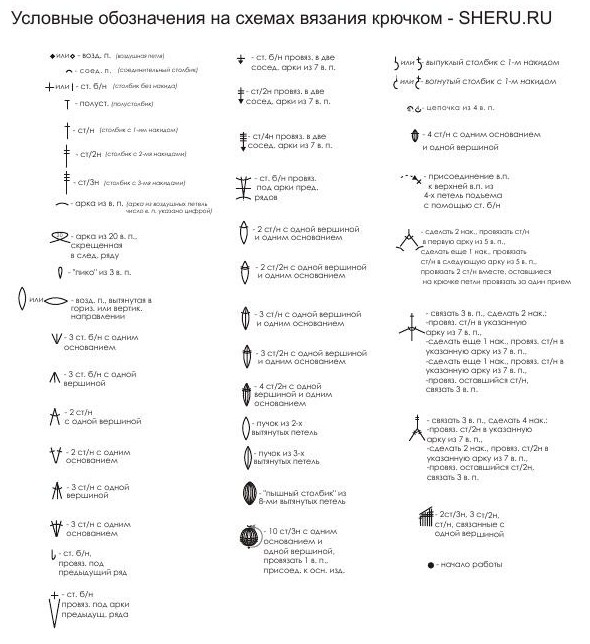 Условные обозначения на схемах вязания крючком - SHERU.RU
или - возд. п. (воздушная петля)
- соед. п. (соединительный столбик)
или - ст. б/н (столбик без накида)
- полуст. (полустолбик)
- ст/н (столбик с 1-им накидом)
- ст/2н (столбик с 2-мя накидами)
- ст/3н (столбик с 3-мя накидами)
- арка из в. п. (арка из воздушных петель
число в. п. указано цифрой)
- арка из 20 в. п.,
скрещенная
в след. ряду
- "пико" из 3 в. п.
или - возд. п., вытянутая в
гориз. или вертик.
направлении
- 3 ст. б/н с одним
основанием
- 3 ст. б/н с одной
вершиной
- 2 ст/н
с одной вершиной
- 2 ст/н с одним
основанием
- 3 ст/н с одной
вершиной
- 3 ст/н с одним
основанием
- ст. б/н,
провяз. под
предыдущий ряд
- ст. б/н
провяз. под арки
предыдущ. ряда
- ст. б/н провяз. в две
сосед. арки из 7 в. п.
- ст/2н провяз. в две
сосед. арки из 7 в. п.
- ст/4н провяз. в две
сосед. арки из 7 в. п.
- ст. б/н провяз.
под арки пред.
рядов
- 2 ст/н с одной вершиной
и одним основанием
- 2 ст/2н с одной вершиной
и одним основанием
- 3 ст/н с одной вершиной
и одним основанием
- 3 ст/2н с одной вершиной
и одним основанием
- 4 ст/2н с одной
вершиной и одним
основанием
- пучок из 2-х
вытянутых петель
- пучок из 3-х
вытянутых петель
- "пышный столбик" из
8-ми вытянутых петель
- 10 ст/3н с одним
основанием и
одной вершиной,
провязать 1 в. п.,
присоед. к осн. изд.
или - выпуклый столбик с 1-м накидом
или - вогнутый столбик с 1-м накидом
- цепочка из 4 в. п.
- 4 ст/н с одним основанием
и одной вершиной
- присоединение в.п.
к верхней в.п. из
4-х петель подъема
с помощью ст. б/н
- сделать 2 нак., провязать ст/н
в первую арку из 5 в. п.,
сделать еще 1 нак., провязать
ст/н в следующую арку из 5 в. п.,
провязать 2 ст/н вместе, оставшиеся
на крючке петли провязать за один прием
- связать 3 в. п., сделать 2 нак.:
-провяз. ст/н в указанную
арку из 7 в. п.,
-сделать еще 1 нак., провяз. ст/н в
указанную арку из 7 в. п.,
-сделать еще 1 нак., провяз. ст/н в
указанную арку из 7 в. п.,
-провяз. оставшийся ст/н,
связать 3 в. п.
- связать 3 в. п., сделать 4 нак.:
-провяз. ст/2н в указанную
арку из 7 в. п.,
-сделать 2 нак., провяз. ст/2н в
указанную арку из 7 в. п.,
-провяз. оставшийся ст/2н,
связать 3 в. п.
- 2ст/3н, 3 ст/2н,
ст/н, связанные с
одной вершиной
- начало работы